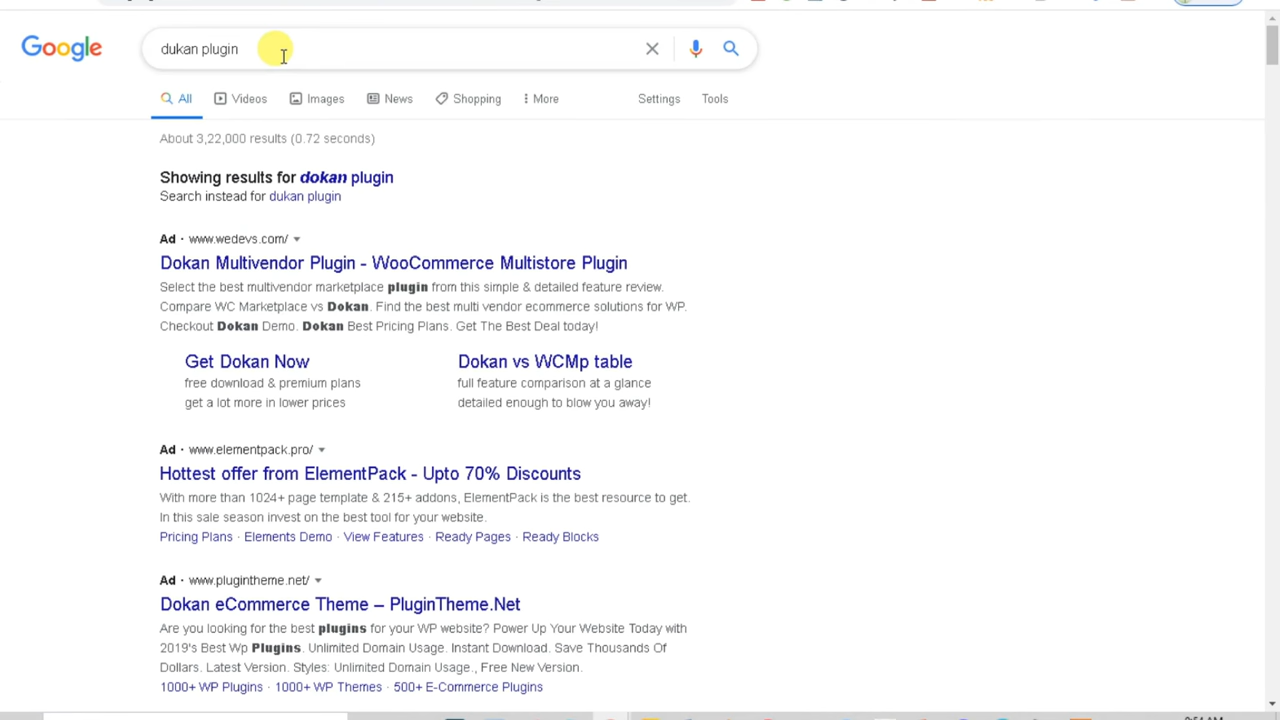 Google
dukan plugin
All
Videos
Images
News
Shopping
More
Settings
Tools
About 3,22,000 results (0.72 seconds)
Showing results for dokan plugin
Search instead for dukan plugin
Ad · www.wedevs.com/
Dokan Multivendor Plugin - WooCommerce Multistore Plugin
Select the best multivendor marketplace plugin from this simple & detailed feature review.
Compare WC Marketplace vs Dokan. Find the best multi vendor ecommerce solutions for WP.
Checkout Dokan Demo. Dokan Best Pricing Plans. Get The Best Deal today!
Get Dokan Now
free download & premium plans
get a lot more in lower prices
Dokan vs WCMp table
full feature comparison at a glance
detailed enough to blow you away!
Ad · www.elementpack.pro/
Hottest offer from ElementPack - Upto 70% Discounts
With more than 1024+ page template & 215+ addons, ElementPack is the best resource to get.
In this sale season invest on the best tool for your website.
Pricing Plans · Elements Demo · View Features · Ready Pages · Ready Blocks
Ad · www.plugintheme.net/
Dokan eCommerce Theme – PluginTheme.Net
Are you looking for the best plugins for your WP website? Power Up Your Website Today with
2019's Best Wp Plugins. Unlimited Domain Usage. Instant Download. Save Thousands Of
Dollars. Latest Version. Styles: Unlimited Domain Usage., Free New Version.
1000+ WP Plugins · 1000+ WP Themes · 500+ E-Commerce Plugins